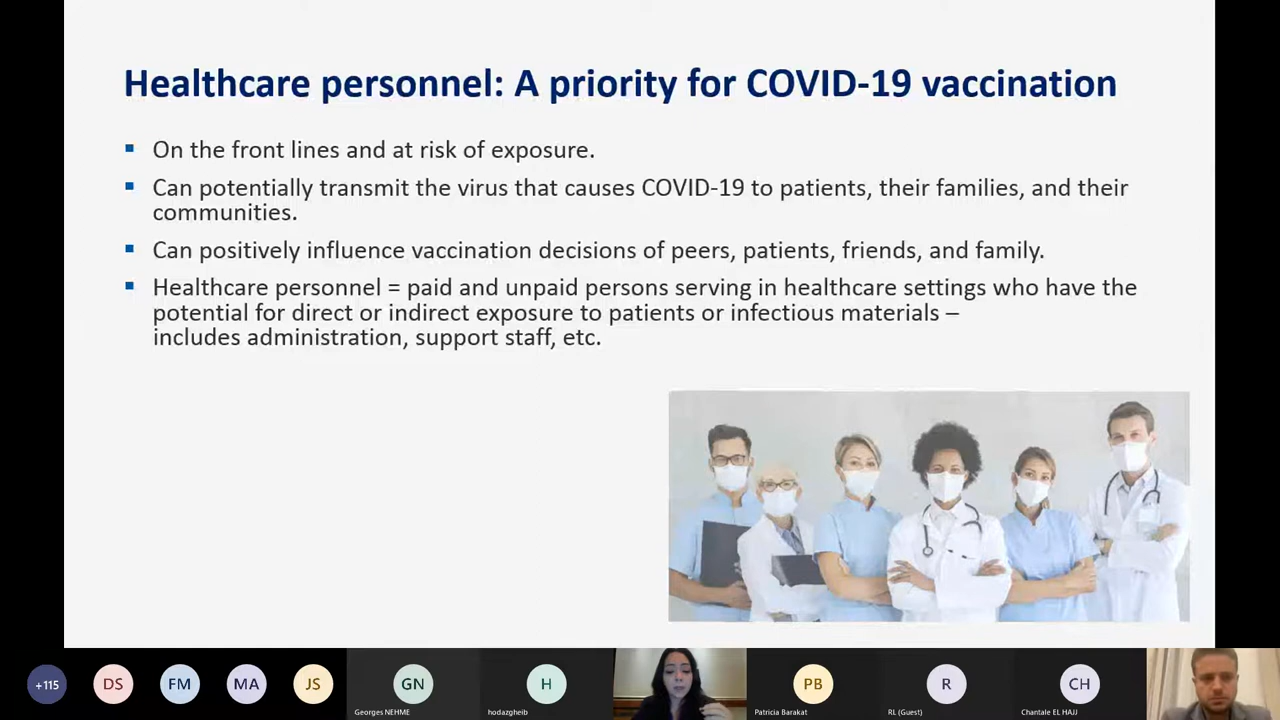 Healthcare personnel: A priority for COVID-19 vaccination
On the front lines and at risk of exposure.
Can potentially transmit the virus that causes COVID-19 to patients, their families, and their
communities.
Can positively influence vaccination decisions of peers, patients, friends, and family.
Healthcare personnel = paid and unpaid persons serving in healthcare settings who have the
potential for direct or indirect exposure to patients or infectious materials –
includes administration, support staff, etc.
+115 DS FM MA JS GN H PB R CH
Georges NEHME hodazgheib Patricia Barakat RL (Guest) Chantale EL HAJJ